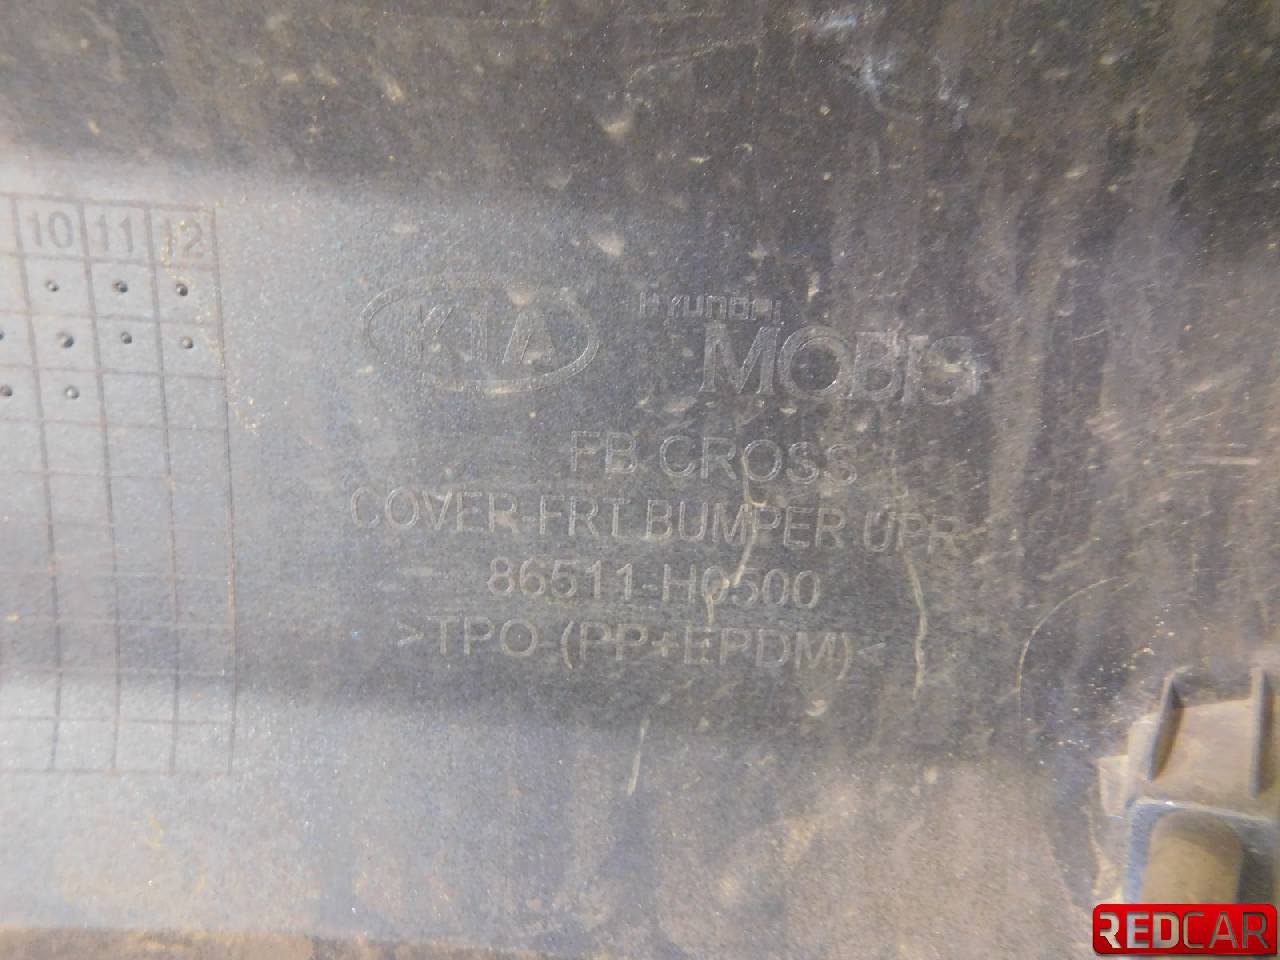 10 11 12
KIA
HYUNDAI
MOBIS
FB CROSS
COVER-FRT BUMPER UPR
86511-H0500
>TPO-(PP+EPDM)<
REDCAR